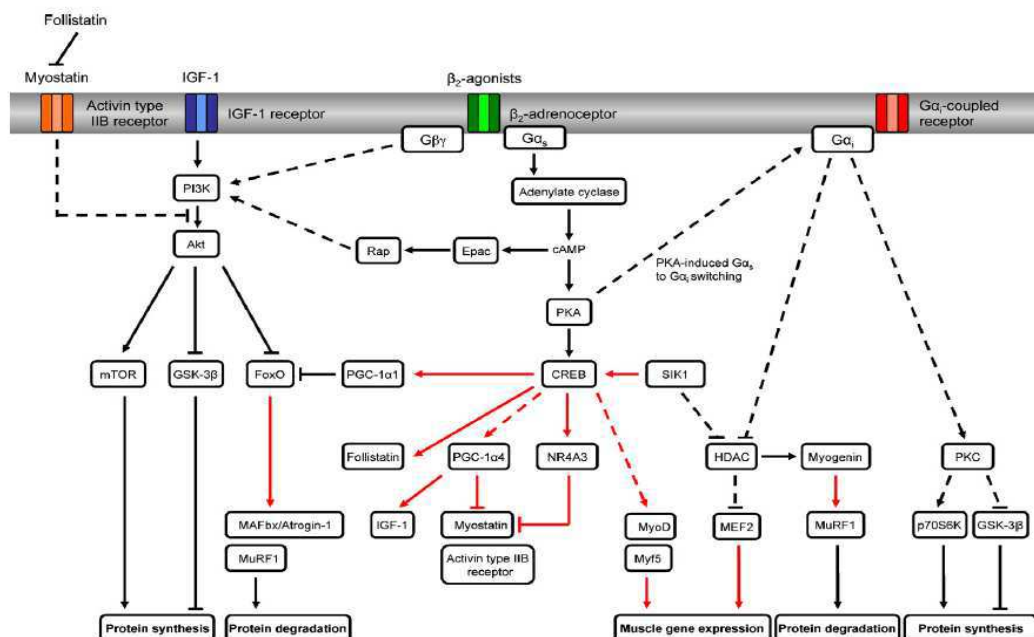 Follistatin
Myostatin
IGF-1
β₂-agonists
Activin type
IIB receptor
IGF-1 receptor
β₂-adrenoceptor
Gαᵢ-coupled
receptor
Gβγ
Gαₛ
Gαᵢ
PI3K
Adenylate cyclase
Akt
Rap
Epac
cAMP
PKA-induced Gαₛ
to Gαᵢ switching
PKA
mTOR
GSK-3β
FoxO
PGC-1α1
CREB
SIK1
Follistatin
PGC-1α4
NR4A3
HDAC
Myogenin
PKC
MAFbx/Atrogin-1
IGF-1
Myostatin
MyoD
MEF2
MuRF1
p70S6K
GSK-3β
MuRF1
Activin type IIB
receptor
Myf5
Protein synthesis
Protein degradation
Muscle gene expression
Protein degradation
Protein synthesis